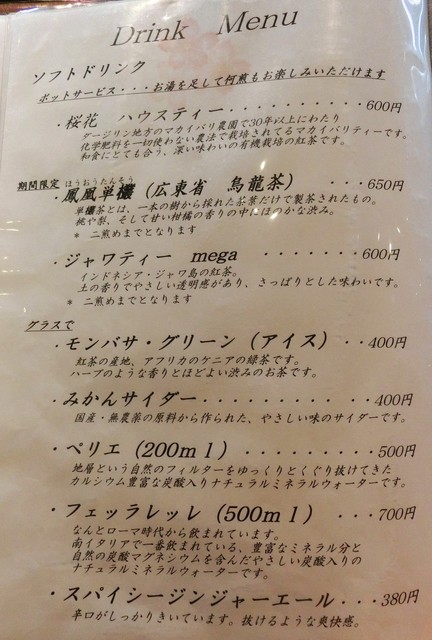 Drink Menu
ソフトドリンク
ポットサービス・・・お湯を足して何煎もお楽しみいただけます
・桜花 ハウスティー・・・・・・・・・・600円
ダージリン地方のマカイバリ農園で30年以上にわたり
化学肥料を一切使わない農法で栽培されてるマカイバリティーです。
和食にとても合う、深い味わいの有機栽培の紅茶です。
期間限定 ほうおうたんそう
・鳳凰単欉（広東省 烏龍茶）・・・・650円
単欉茶とは、一本の樹から採れた茶葉だけで製茶されたもの。
桃や梨、そして甘い柑橘の香りの中にほのかな渋み。
* 二煎めまでとなります
・ジャワティー mega ・・・・・・・・600円
インドネシア・ジャワ島の紅茶。
土の香りでやさしい透明感があり、さっぱりとした味わいです。
* 二煎めまでとなります
グラスで
・モンバサ・グリーン（アイス）・・400円
紅茶の産地、アフリカのケニアの緑茶です。
ハーブのような香りとほどよい渋みのお茶です。
・みかんサイダー・・・・・・・・・・400円
国産・無農薬の原料から作られた、やさしい味のサイダーです。
・ペリエ（200ml）・・・・・・・・・500円
地層という自然のフィルターをゆっくりとくぐり抜けてきた
カルシウム豊富な炭酸入りナチュラルミネラルウォーターです。
・フェッラレッレ（500ml）・・・・700円
なんとローマ時代から飲まれています。
南イタリアで一番飲まれている、豊富なミネラル分と
自然の炭酸マグネシウムを含んだやさしい炭酸入りの
ナチュラルミネラルウォーターです。
・スパイシージンジャーエール・・・380円
辛口がしっかりきいています。抜けるような爽快感。